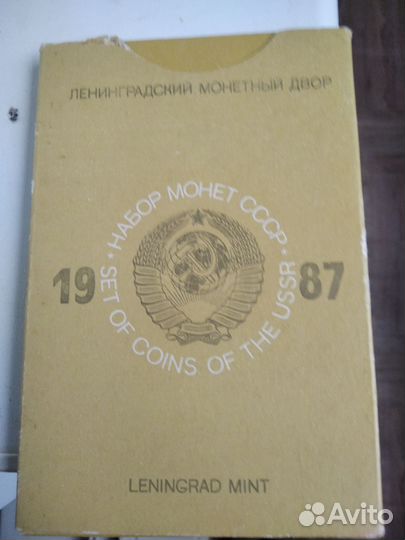 ЛЕНИНГРАДСКИЙ МОНЕТНЫЙ ДВОР
• НАБОР МОНЕТ СССР •
19 87
SET OF COINS OF THE USSR
LENINGRAD MINT
Avito